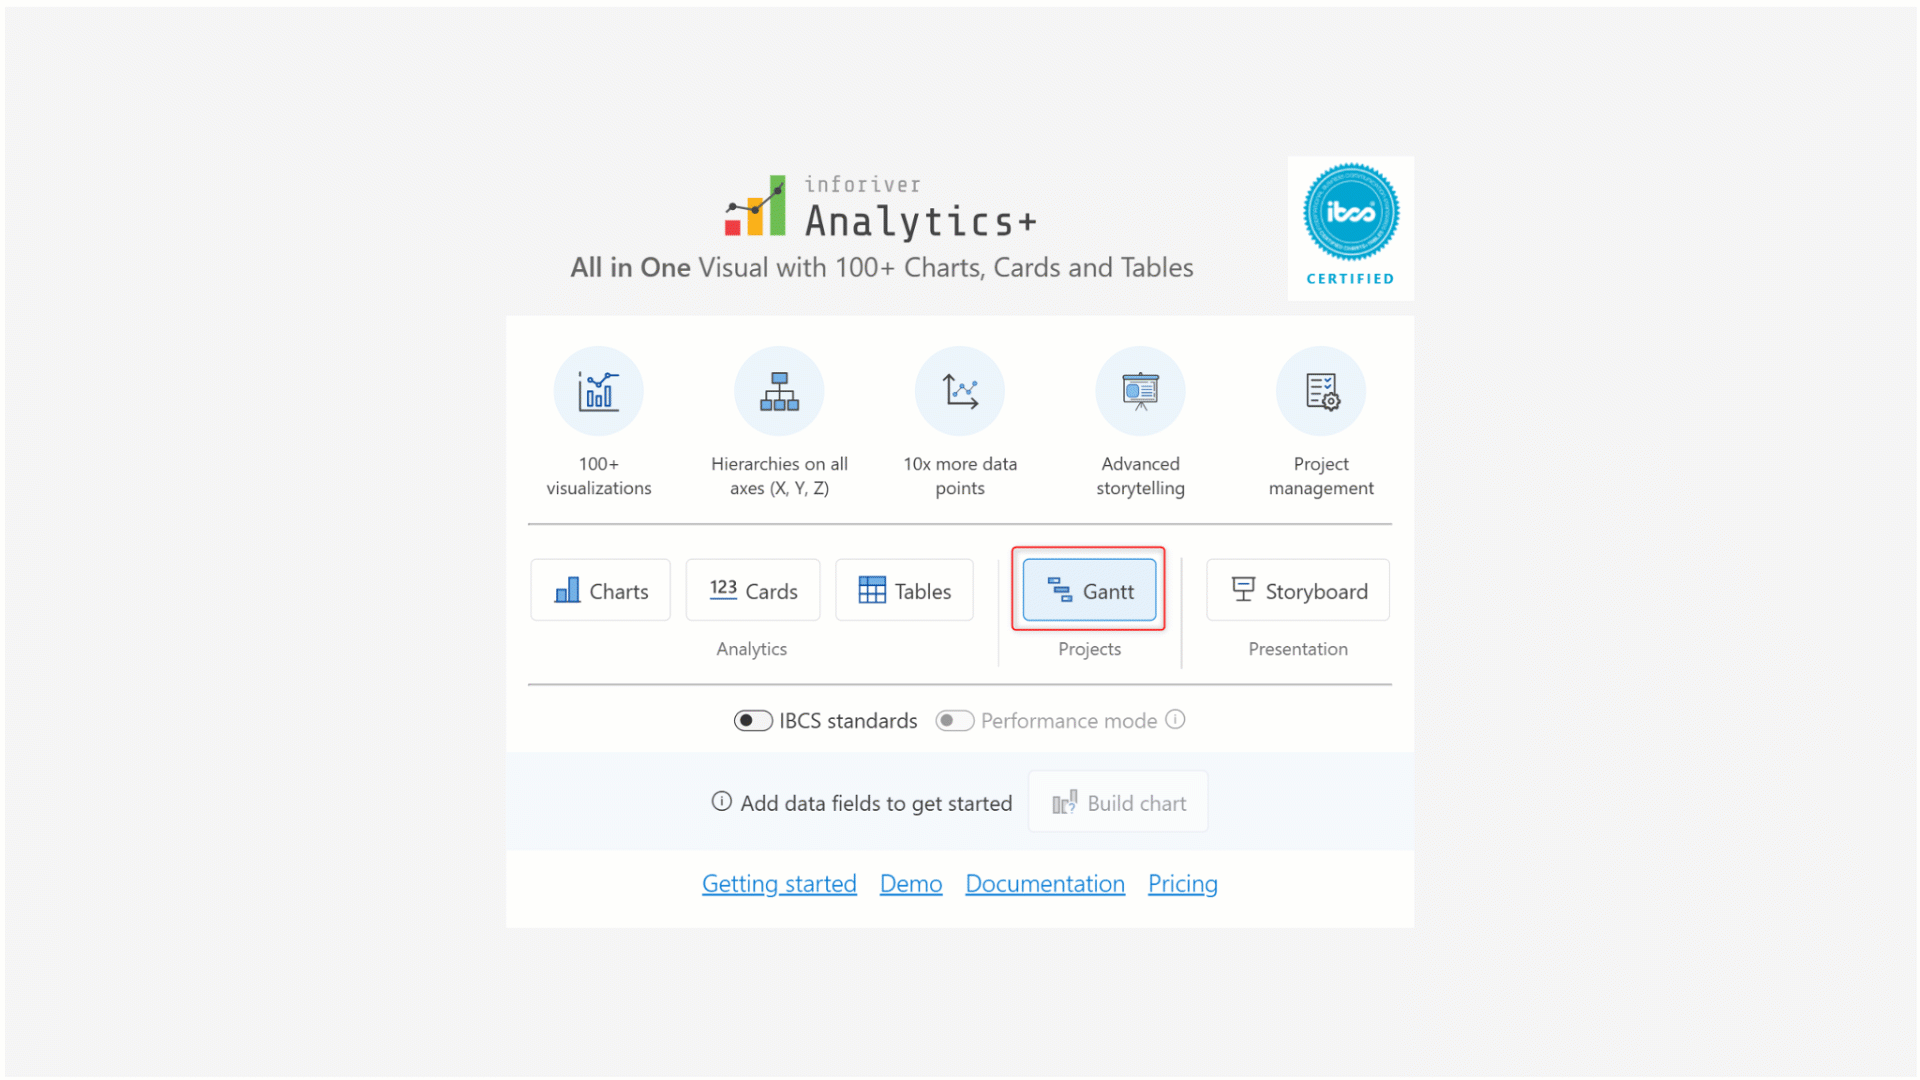 inforiver
Analytics+
All in One Visual with 100+ Charts, Cards and Tables
ibcs
CERTIFIED
100+
visualizations
Hierarchies on all
axes (X, Y, Z)
10x more data
points
Advanced
storytelling
Project
management
Charts
123 Cards
Tables
Gantt
Storyboard
Analytics
Projects
Presentation
IBCS standards
Performance mode
Add data fields to get started
Build chart
Getting started
Demo
Documentation
Pricing